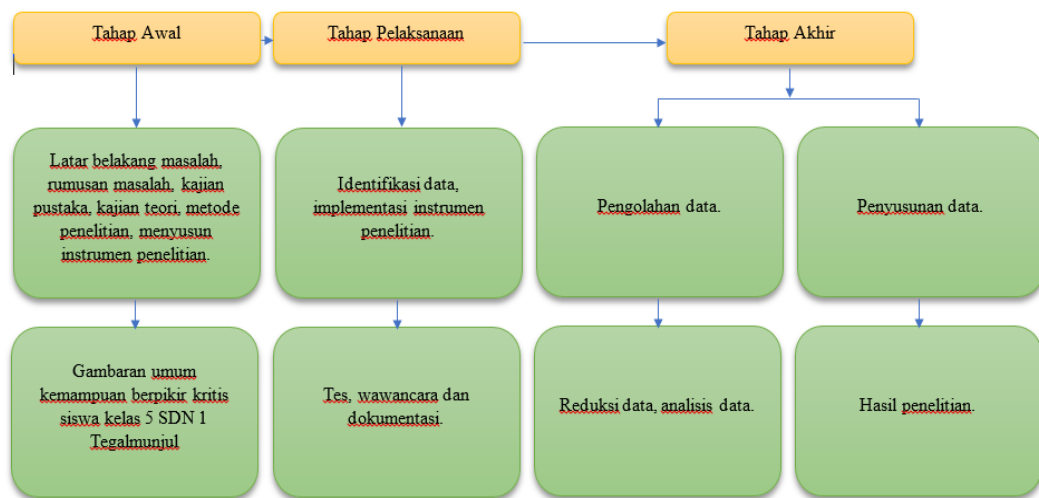 Tahap Awal
Tahap Pelaksanaan
Tahap Akhir
Latar belakang masalah,
rumusan masalah, kajian
pustaka, kajian teori, metode
penelitian, menyusun
instrumen penelitian.
Identifikasi data,
implementasi instrumen
penelitian.
Pengolahan data.
Penyusunan data.
Gambaran umum
kemampuan berpikir kritis
siswa kelas 5 SDN 1
Tegalmunjul
Tes, wawancara dan
dokumentasi.
Reduksi data, analisis data.
Hasil penelitian.